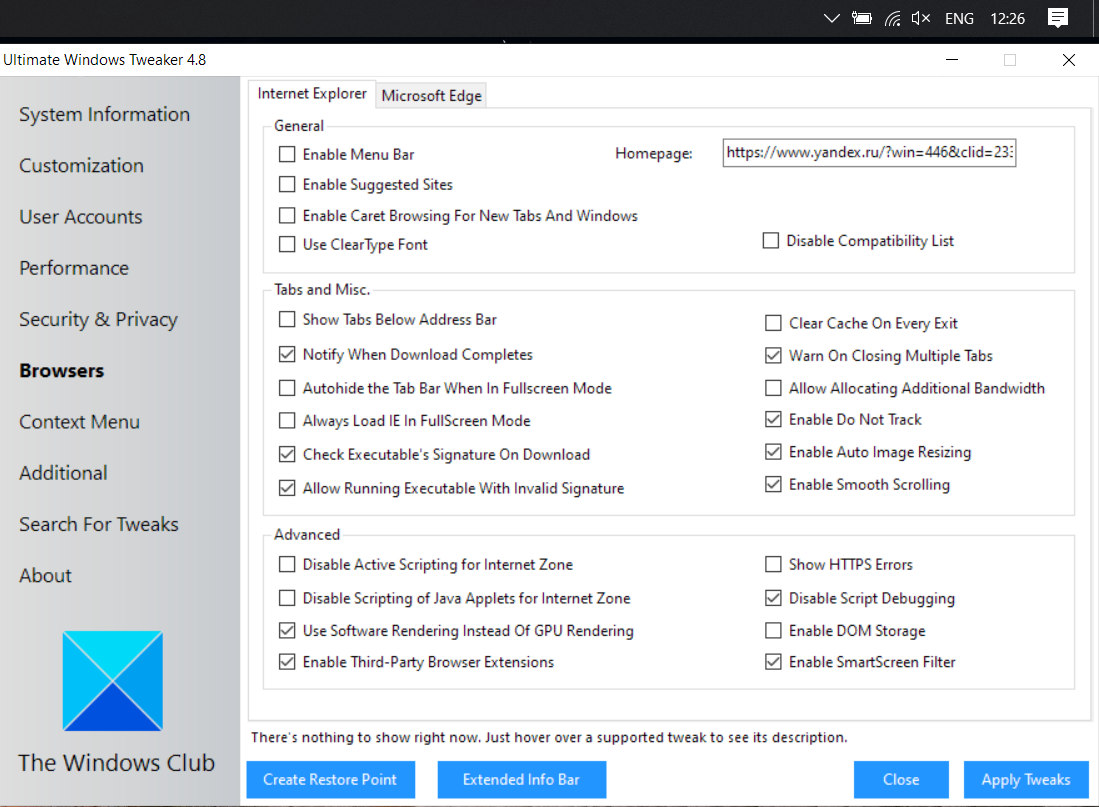 ENG 12:26
Ultimate Windows Tweaker 4.8
System Information
Customization
User Accounts
Performance
Security & Privacy
Browsers
Context Menu
Additional
Search For Tweaks
About
The Windows Club
Internet Explorer Microsoft Edge
General
Enable Menu Bar
Homepage: https://www.yandex.ru/?win=446&clid=233
Enable Suggested Sites
Enable Caret Browsing For New Tabs And Windows
Use ClearType Font
Disable Compatibility List
Tabs and Misc.
Show Tabs Below Address Bar
Notify When Download Completes
Autohide the Tab Bar When In Fullscreen Mode
Always Load IE In FullScreen Mode
Check Executable's Signature On Download
Allow Running Executable With Invalid Signature
Clear Cache On Every Exit
Warn On Closing Multiple Tabs
Allow Allocating Additional Bandwidth
Enable Do Not Track
Enable Auto Image Resizing
Enable Smooth Scrolling
Advanced
Disable Active Scripting for Internet Zone
Disable Scripting of Java Applets for Internet Zone
Use Software Rendering Instead Of GPU Rendering
Enable Third-Party Browser Extensions
Show HTTPS Errors
Disable Script Debugging
Enable DOM Storage
Enable SmartScreen Filter
There's nothing to show right now. Just hover over a supported tweak to see its description.
Create Restore Point Extended Info Bar Close Apply Tweaks